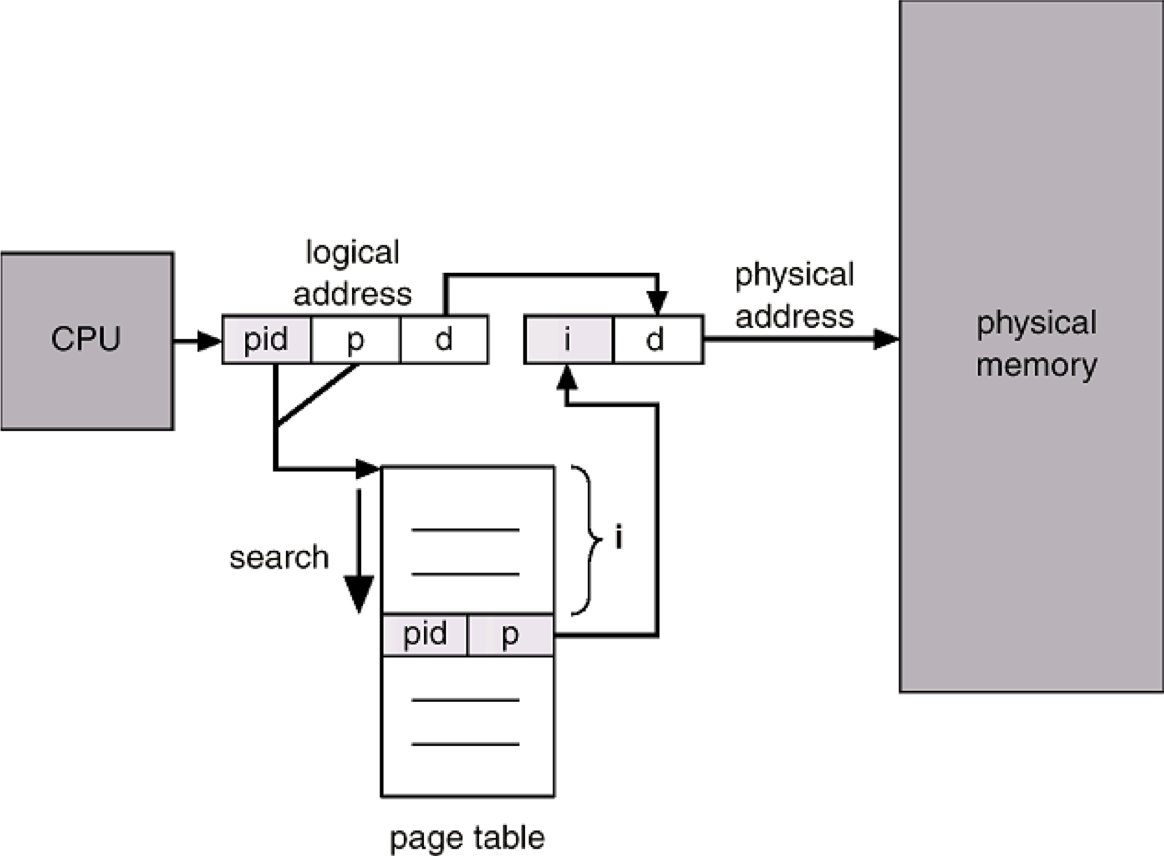 logical
address
physical
address
CPU
pid p d
i d
physical
memory
search
i
pid p
page table